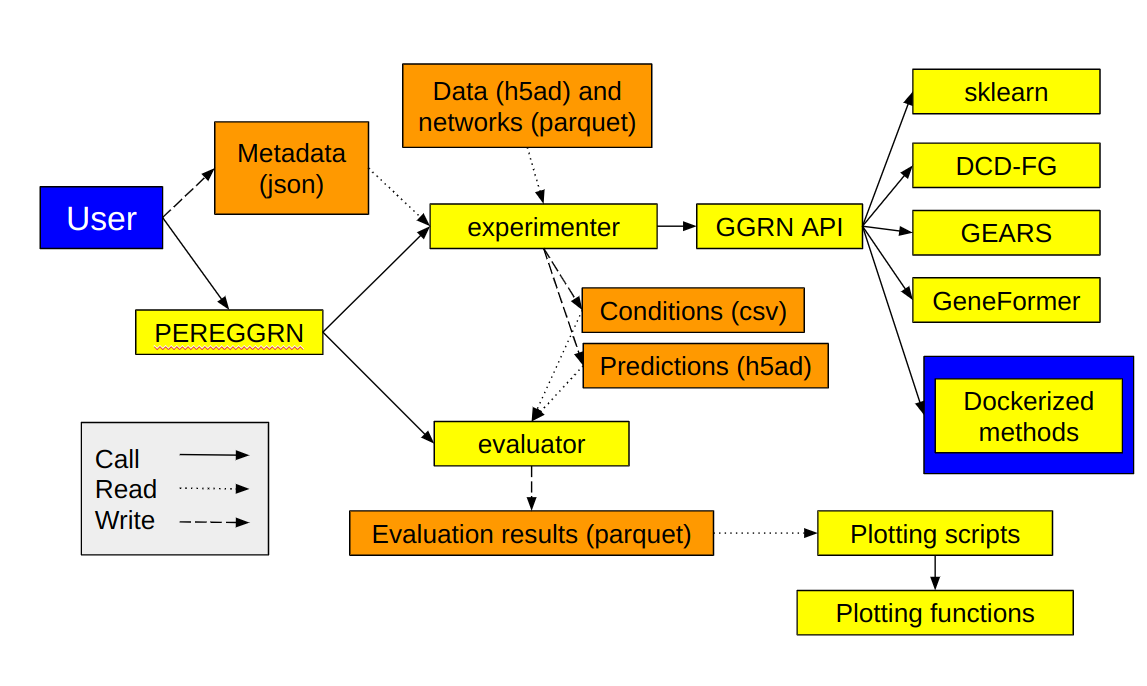 Data (h5ad) and
networks (parquet)
sklearn
Metadata
(json)
DCD-FG
User
experimenter
GGRN API
GEARS
Conditions (csv)
GeneFormer
PEREGGRN
Predictions (h5ad)
Dockerized
methods
evaluator
Call
Read
Write
Evaluation results (parquet)
Plotting scripts
Plotting functions